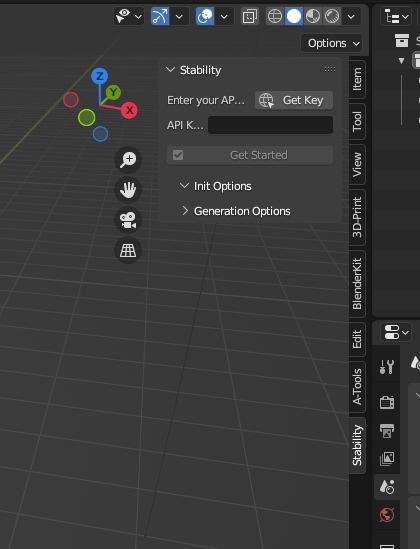 Options
Z
Y
X
Stability
Enter your AP...
Get Key
API K...
Get Started
Init Options
Generation Options
Item
Tool
View
3D-Print
BlenderKit
Edit
A-Tools
Stability